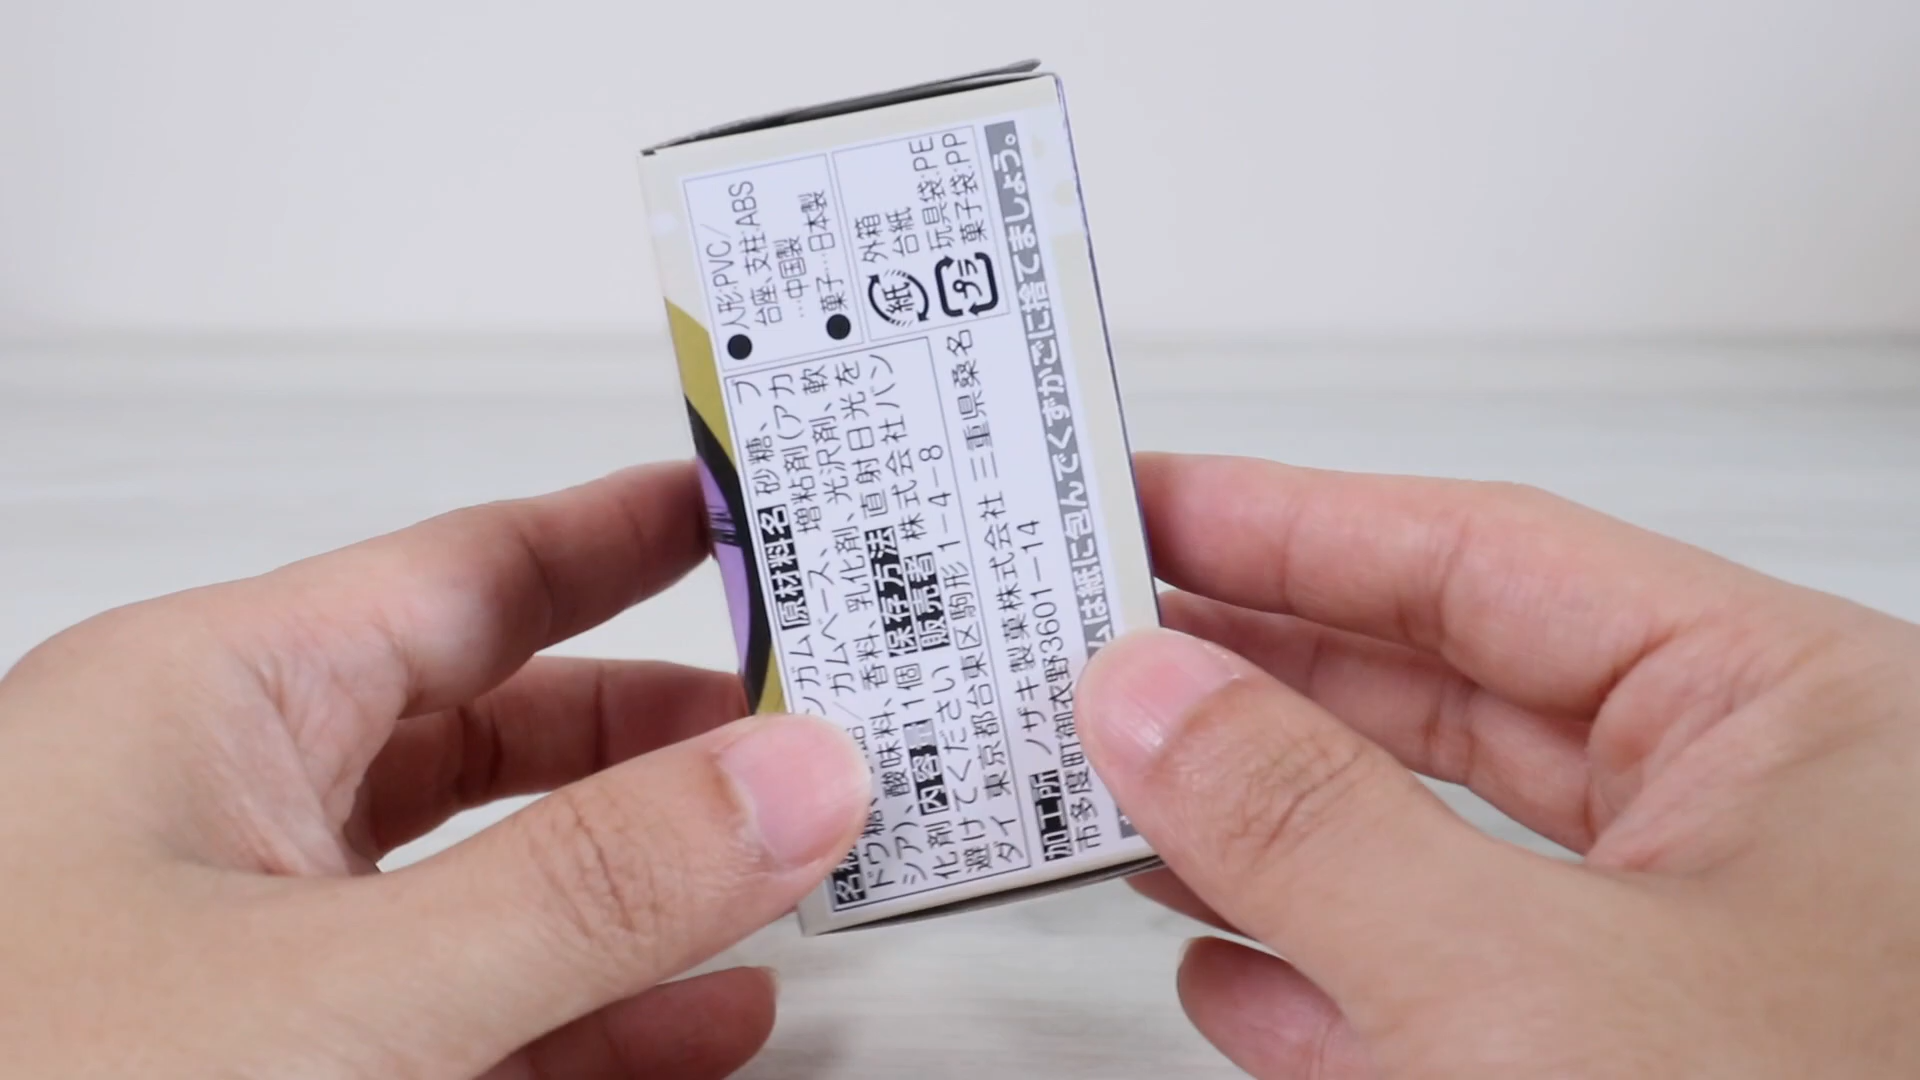 ガム 原材料名 砂糖、ブ
ドウ糖、 ガムベース、増粘剤(アカ
シア)、酸味料、香料、乳化剤、光沢剤、軟
化剤 内容量 1個 保存方法 直射日光を
避けてください 販売者 株式会社バン
ダイ 東京都台東区駒形1-4-8
加工所 ノザキ製菓株式会社 三重県桑名
市多度町御衣野3601-14
●人形:PVC/
台座、支柱:ABS
…中国製
●菓子…日本製
紙 外箱
台紙
プラ 玩具袋:PE
菓子袋:PP
は紙に包んでくずかごに捨てましょう。